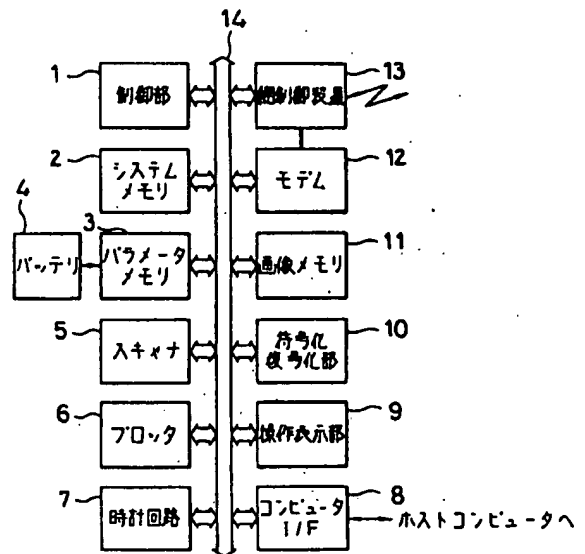 14
1
制御部
13
網制御装置
2
システム
メモリ
12
モデム
4
バッテリ
3
パラメータ
メモリ
11
画像メモリ
5
スキャナ
10
符号化
復号化部
6
プロッタ
9
操作表示部
7
時計回路
8
コンピュータ
I/F
ホストコンピュータへ